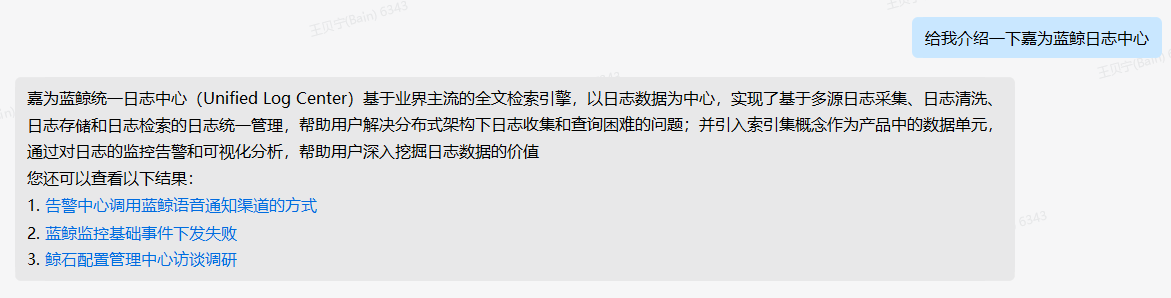 王贝宁(Bein) 6343
给我介绍一下嘉为蓝鲸日志中心
嘉为蓝鲸统一日志中心（Unified Log Center）基于业界主流的全文检索引擎，以日志数据为中心，实现了基于多源日志采集、日志清洗、
日志存储和日志检索的日志统一管理，帮助用户解决分布式架构下日志收集和查询困难的问题；并引入索引集概念作为产品中的数据单元，
通过对日志的监控告警和可视化分析，帮助用户深入挖掘日志数据的价值
您还可以查看以下结果：
1. 告警中心调用蓝鲸语音通知渠道的方式
2. 蓝鲸监控基础事件下发失败
3. 鲸石配置管理中心访谈调研
6343